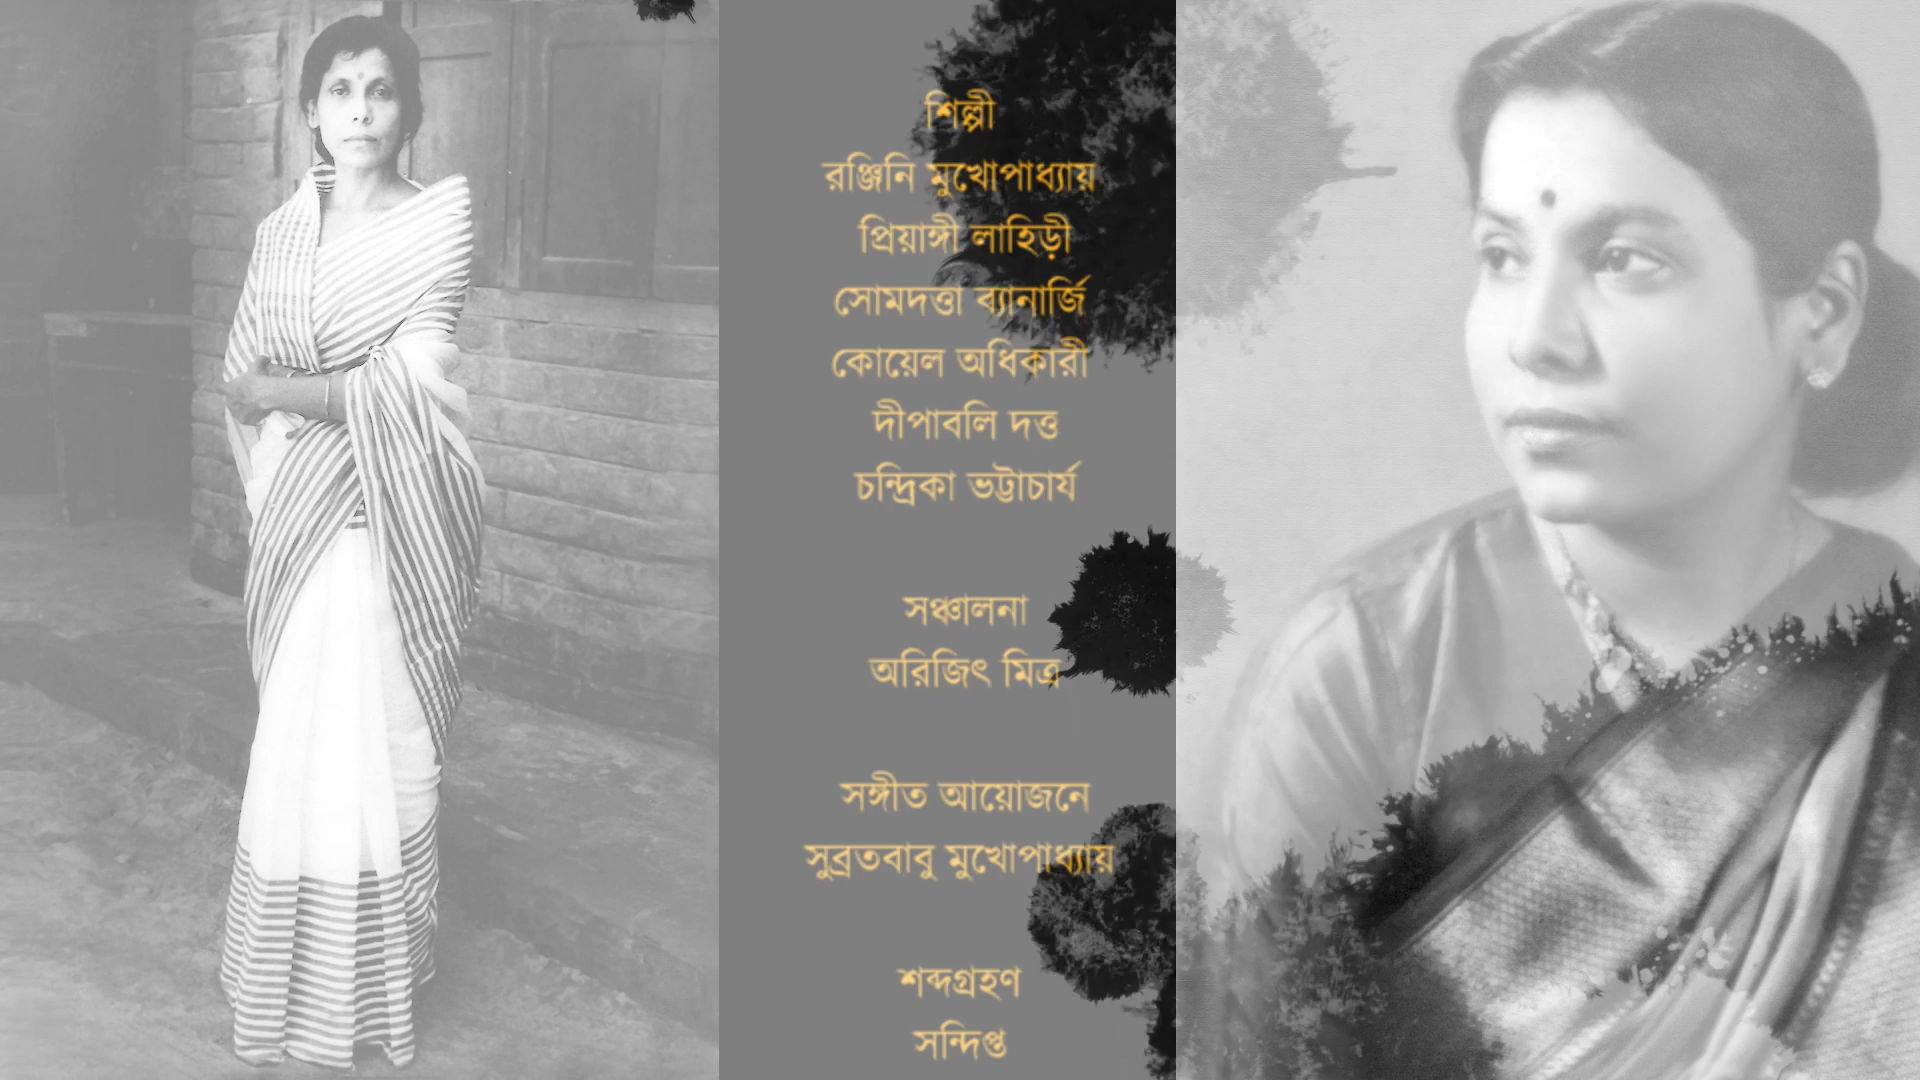 শিল্পী
রঞ্জিনি মুখোপাধ্যায়
প্রিয়াঙ্গী লাহিড়ী
সোমদত্তা ব্যানার্জি
কোয়েল অধিকারী
দীপাবলি দত্ত
চন্দ্রিকা ভট্টাচার্য
সঞ্চালনা
অরিজিৎ মিত্র
সঙ্গীত আয়োজনে
সুব্রতবাবু মুখোপাধ্যায়
শব্দগ্রহণ
সন্দিপ্ত